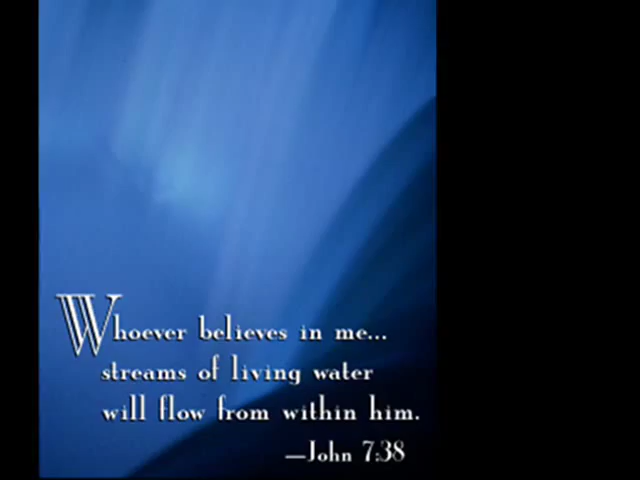 Whoever believes in me...
streams of living water
will flow from within him.
—John 7:38